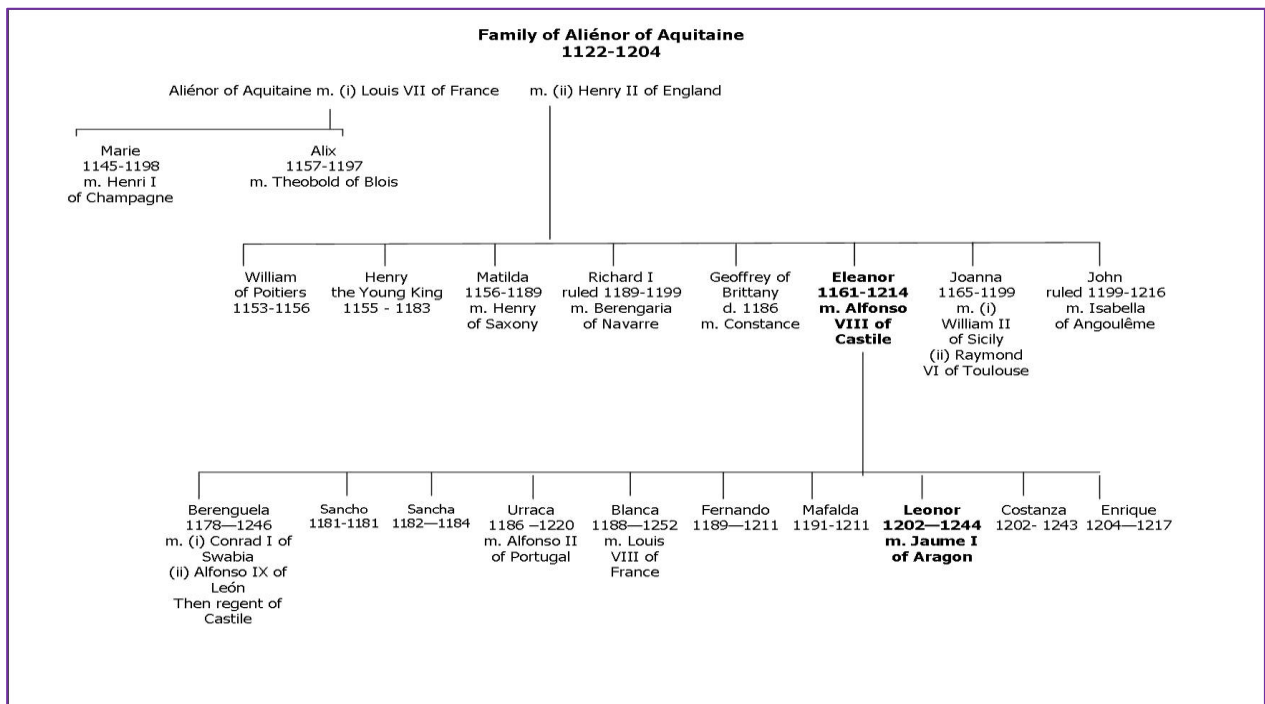 Family of Aliénor of Aquitaine
1122-1204
Aliénor of Aquitaine m. (i) Louis VII of France m. (ii) Henry II of England
Marie
1145-1198
m. Henri I
of Champagne
Alix
1157-1197
m. Theobold of Blois
William
of Poitiers
1153-1156
Henry
the Young King
1155 - 1183
Matilda
1156-1189
m. Henry
of Saxony
Richard I
ruled 1189-1199
m. Berengaria
of Navarre
Geoffrey of
Brittany
d. 1186
m. Constance
Eleanor
1161-1214
m. Alfonso
VIII of
Castile
Joanna
1165-1199
m. (i)
William II
of Sicily
(ii) Raymond
VI of Toulouse
John
ruled 1199-1216
m. Isabella
of Angoulême
Berenguela
1178—1246
m. (i) Conrad I of
Swabia
(ii) Alfonso IX of
León
Then regent of
Castile
Sancho
1181-1181
Sancha
1182—1184
Urraca
1186 –1220
m. Alfonso II
of Portugal
Blanca
1188—1252
m. Louis
VIII of
France
Fernando
1189—1211
Mafalda
1191-1211
Leonor
1202—1244
m. Jaume I
of Aragon
Costanza
1202- 1243
Enrique
1204—1217